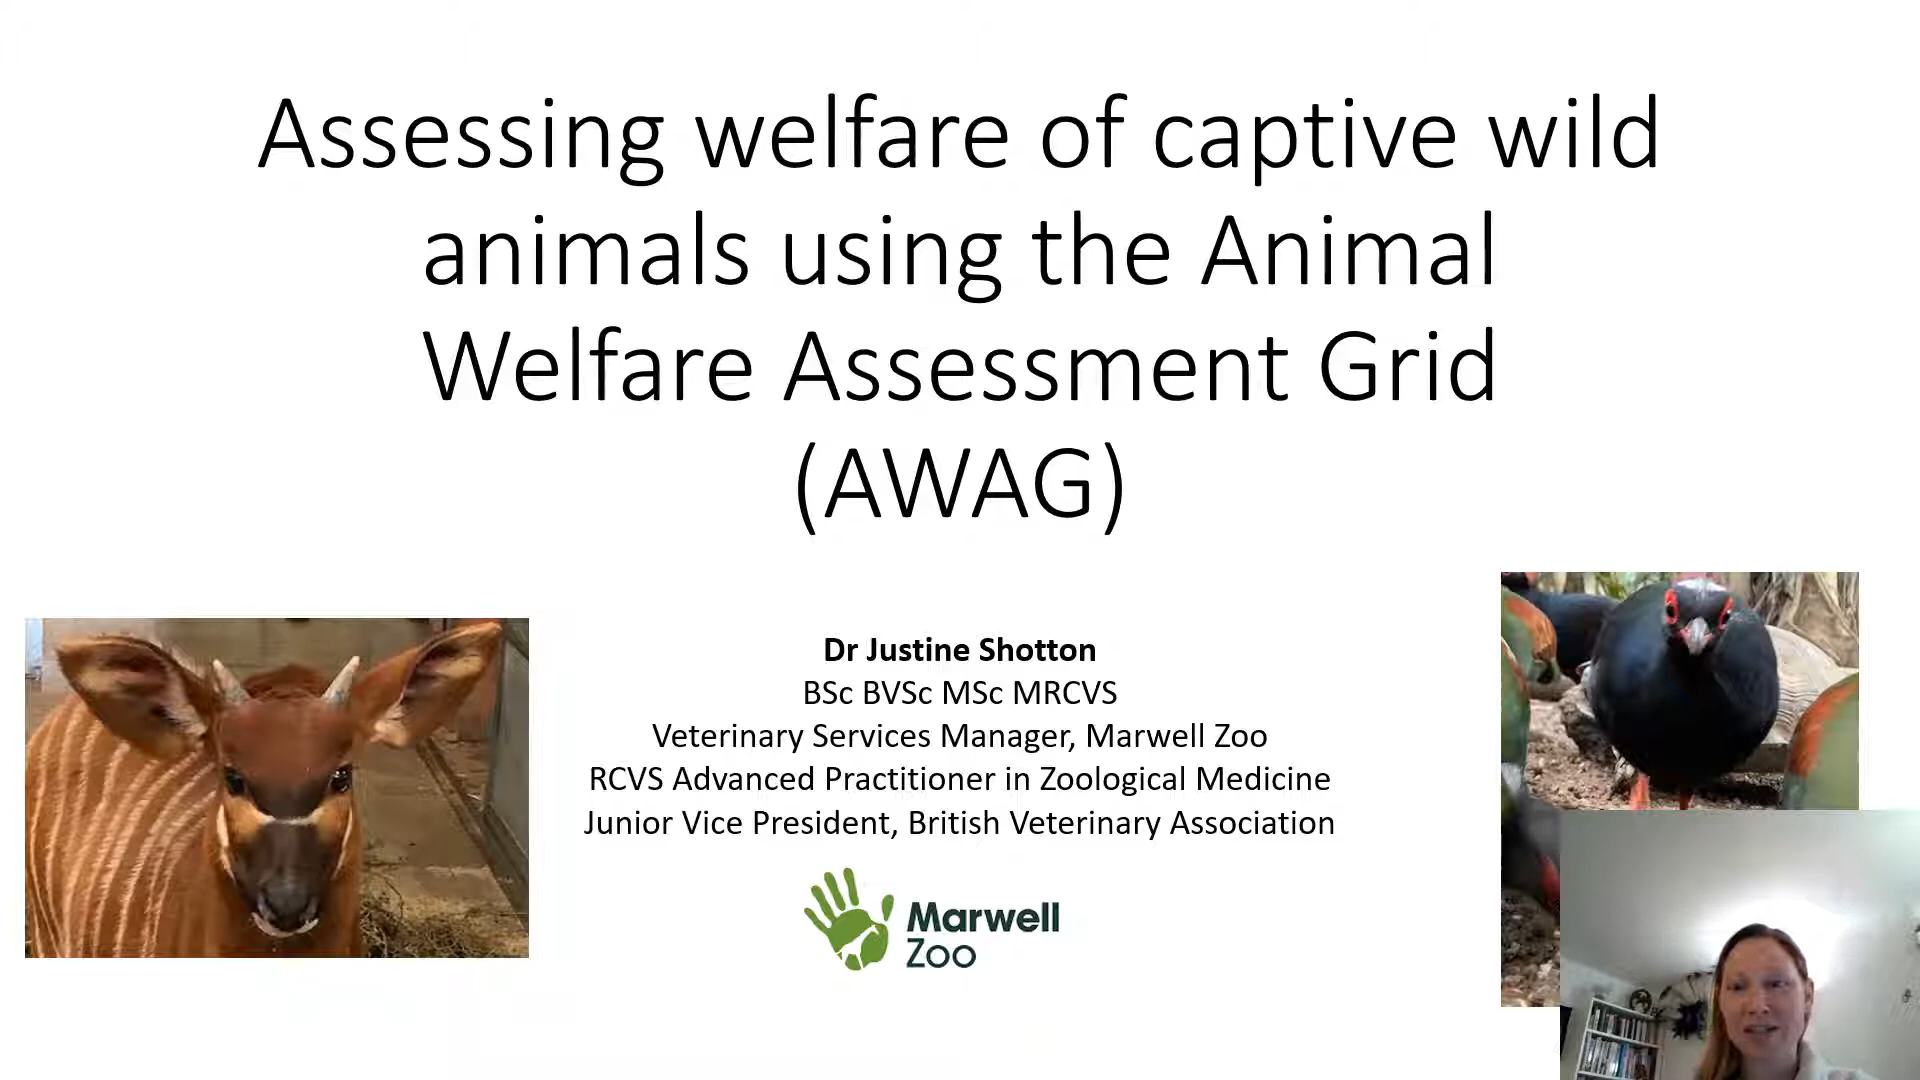 Assessing welfare of captive wild
animals using the Animal
Welfare Assessment Grid
(AWAG)
Dr Justine Shotton
BSc BVSc MSc MRCVS
Veterinary Services Manager, Marwell Zoo
RCVS Advanced Practitioner in Zoological Medicine
Junior Vice President, British Veterinary Association
Marwell
Zoo